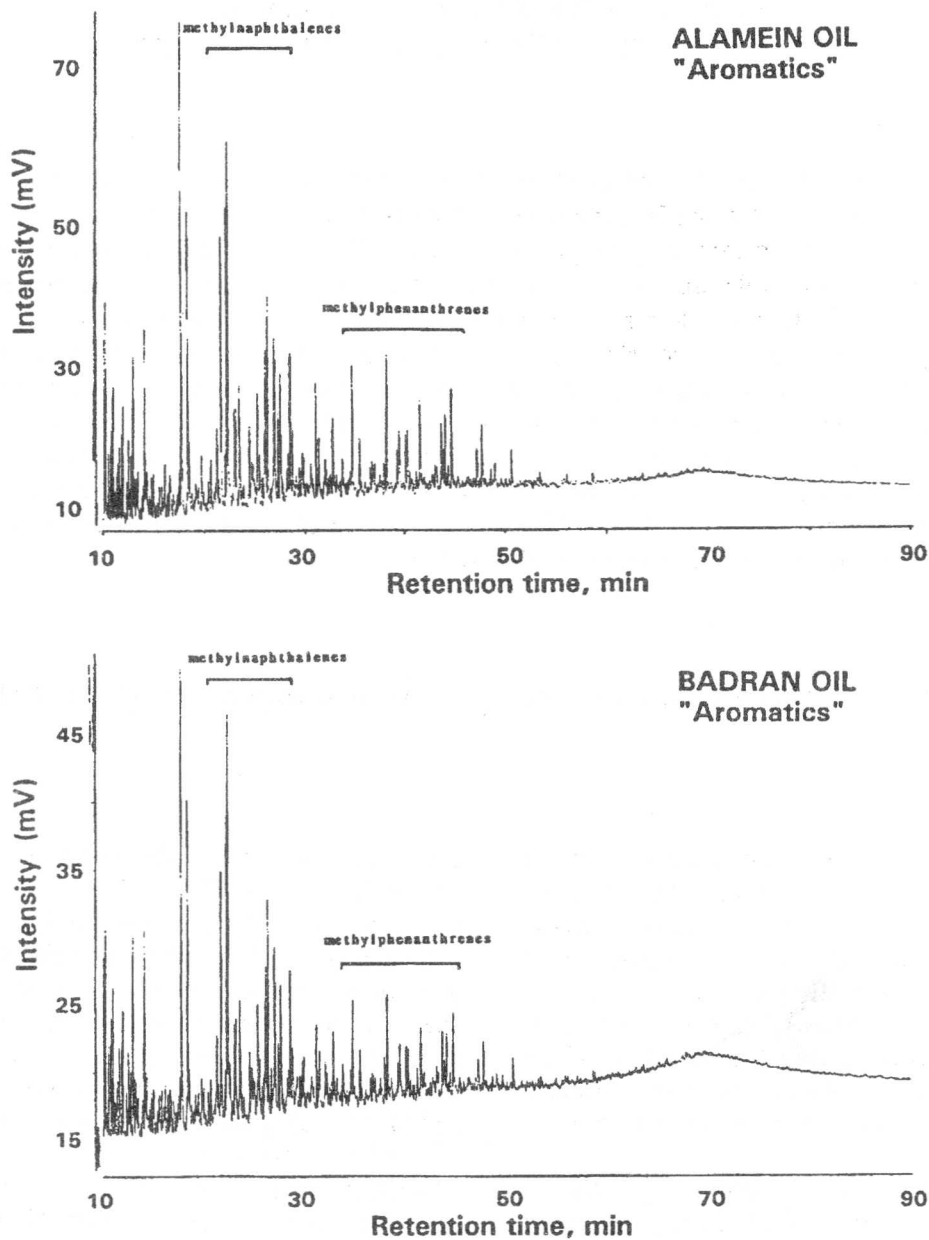 methylnaphthalenes
ALAMEIN OIL
"Aromatics"
70
50
30
10
Intensity (mV)
methylphenanthrenes
10 30 50 70 90
Retention time, min
methylnaphthalenes
BADRAN OIL
"Aromatics"
45
35
25
15
Intensity (mV)
methylphenanthrenes
10 30 50 70 90
Retention time, min